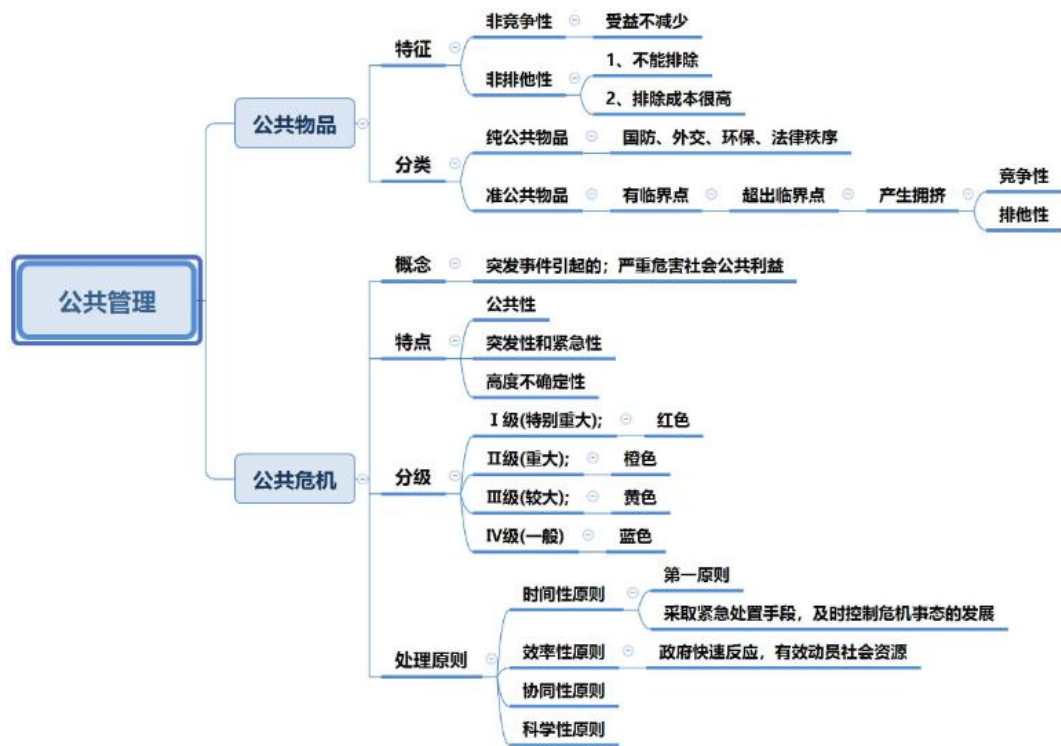 公共管理
公共物品
特征
非竞争性
受益不减少
非排他性
1、不能排除
2、排除成本很高
分类
纯公共物品
国防、外交、环保、法律秩序
准公共物品
有临界点
超出临界点
产生拥挤
竞争性
排他性
公共危机
概念
突发事件引起的；严重危害社会公共利益
特点
公共性
突发性和紧急性
高度不确定性
分级
Ⅰ级(特别重大);
红色
Ⅱ级(重大);
橙色
Ⅲ级(较大);
黄色
Ⅳ级(一般)
蓝色
处理原则
时间性原则
第一原则
采取紧急处置手段，及时控制危机事态的发展
效率性原则
政府快速反应，有效动员社会资源
协同性原则
科学性原则